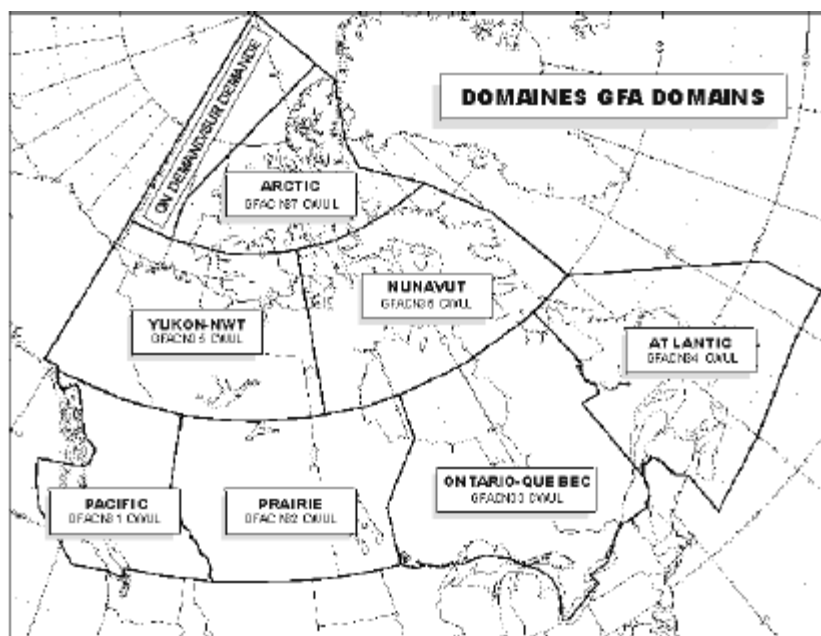 DOMAINES GFA DOMAINS
ON DEMAND/SUR DEMANDE
ARCTIC
GFACN37 CWUL
NUNAVUT
GFACN36 CWUL
YUKON-NWT
GFACN35 CWUL
ATLANTIC
GFACN34 CWUL
PACIFIC
GFACN31 CWUL
PRAIRIE
GFACN32 CWUL
ONTARIO-QUEBEC
GFACN33 CWUL